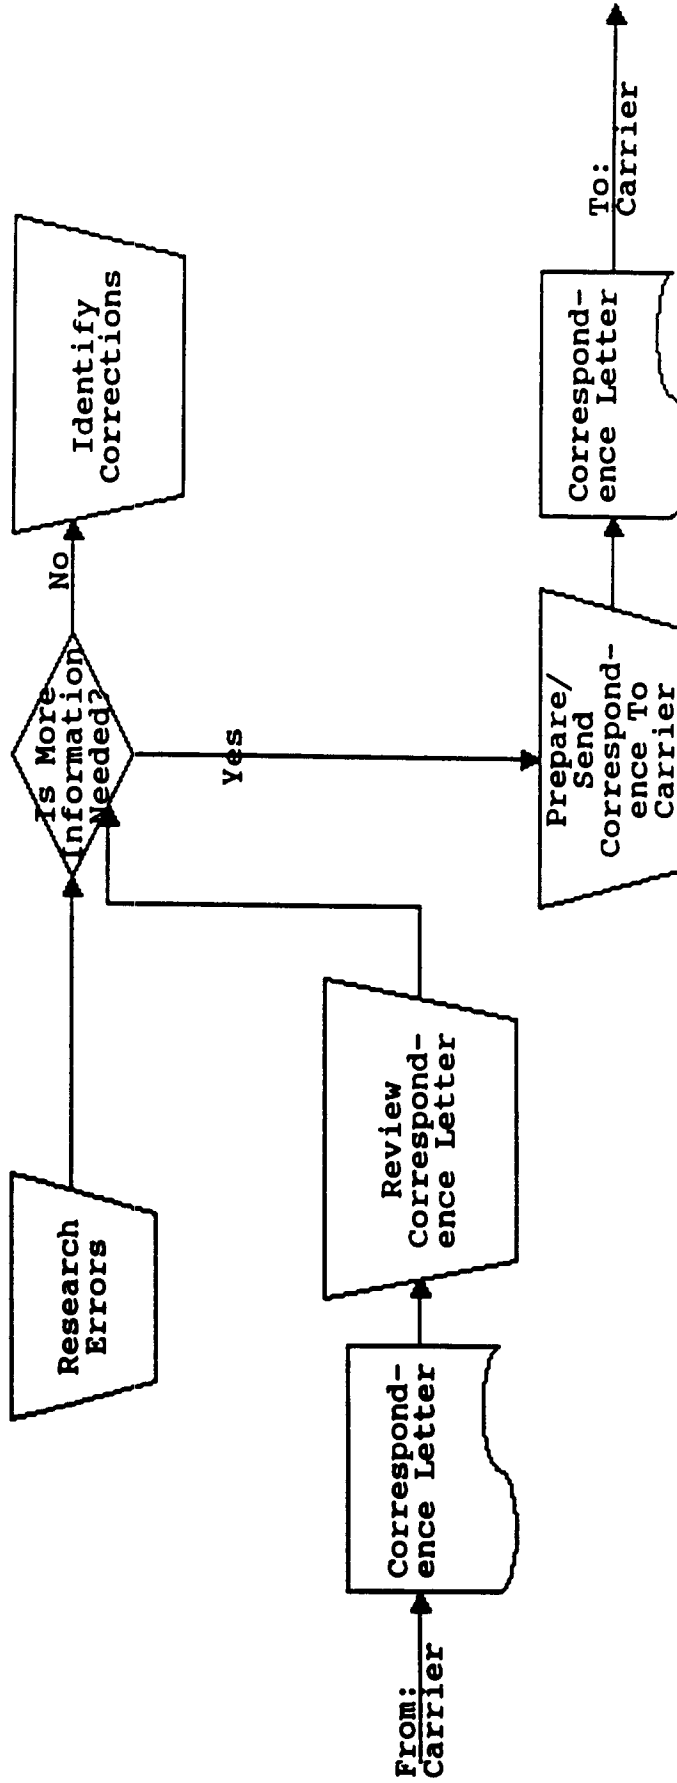 Research
Errors
Is More
Information
Needed?
No
Identify
Corrections
Yes
From:
Carrier
Correspond-
ence Letter
Review
Correspond-
ence Letter
Prepare/
Send
Correspond-
ence To
Carrier
Correspond-
ence Letter
To:
Carrier